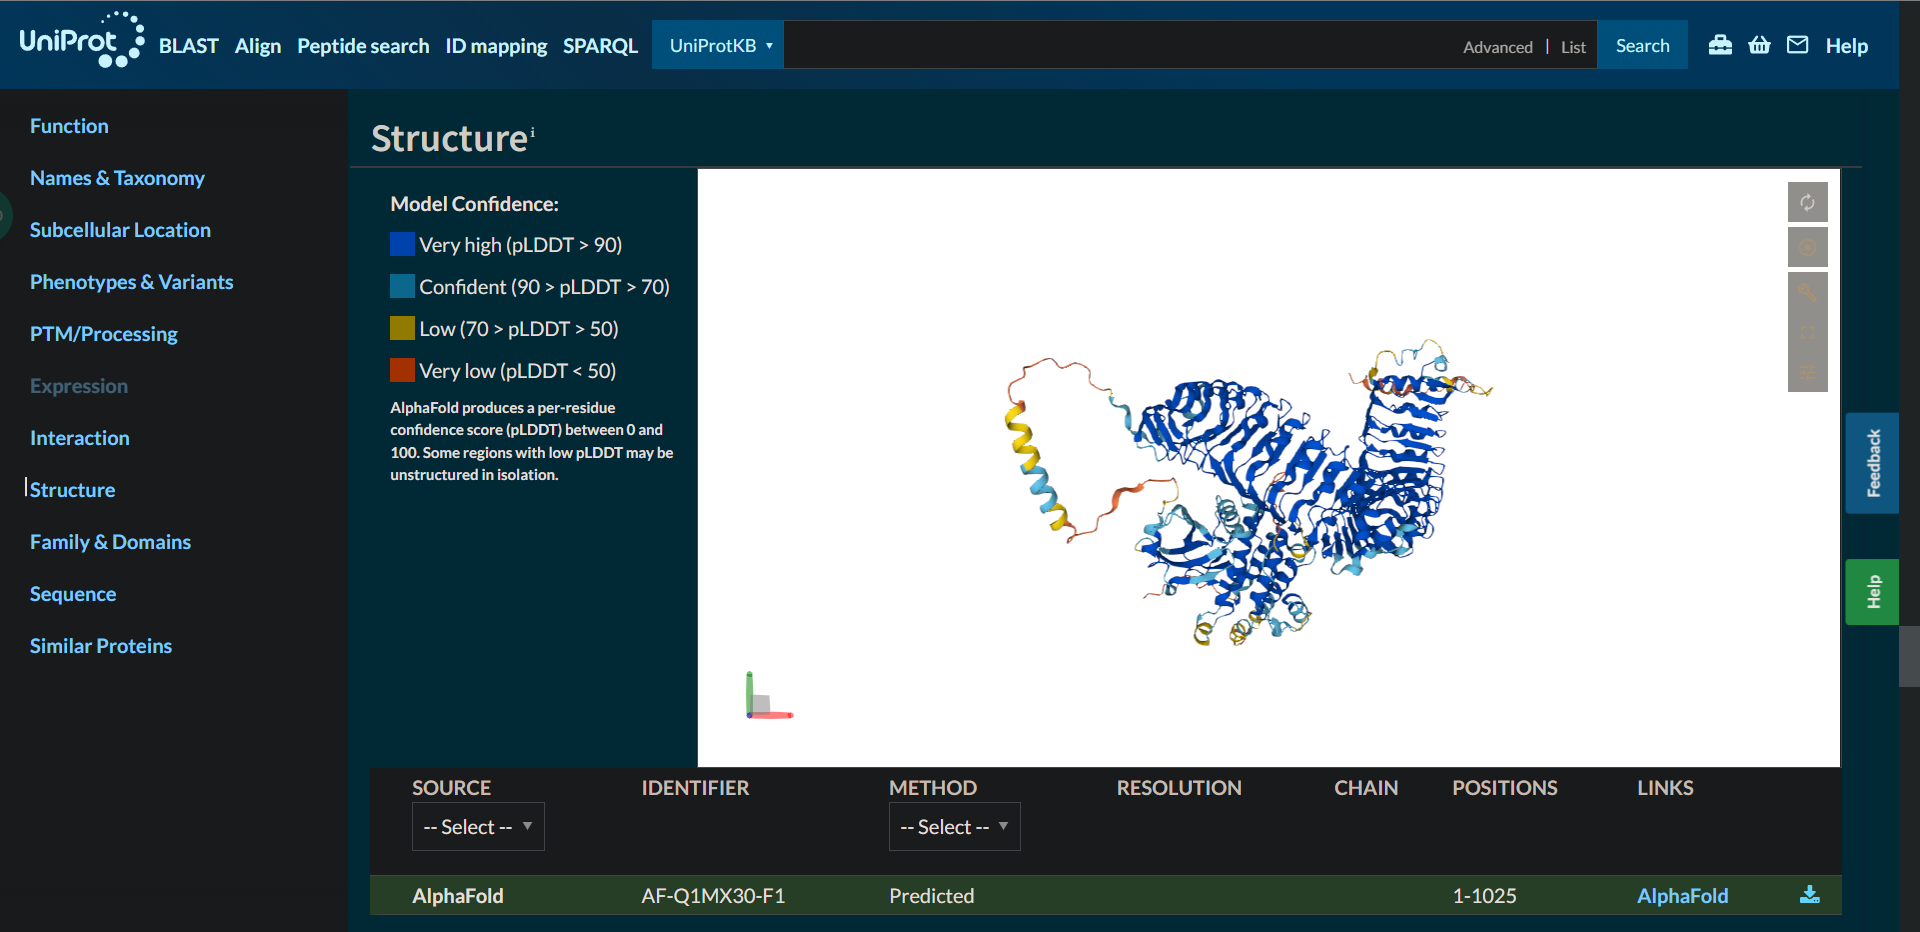 UniProt BLAST Align Peptide search ID mapping SPARQL UniProtKB ▾ Advanced | List Search Help
Function
Names & Taxonomy
Subcellular Location
Phenotypes & Variants
PTM/Processing
Expression
Interaction
Structure
Family & Domains
Sequence
Similar Proteins
Structure i
Model Confidence:
Very high (pLDDT > 90)
Confident (90 > pLDDT > 70)
Low (70 > pLDDT > 50)
Very low (pLDDT < 50)
AlphaFold produces a per-residue
confidence score (pLDDT) between 0 and
100. Some regions with low pLDDT may be
unstructured in isolation.
Feedback
Help
SOURCE IDENTIFIER METHOD RESOLUTION CHAIN POSITIONS LINKS
-- Select -- ▼ -- Select -- ▼
AlphaFold AF-Q1MX30-F1 Predicted 1-1025 AlphaFold